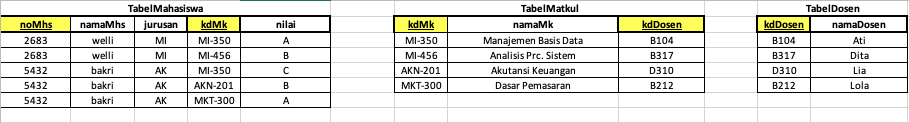 TabelMahasiswa TabelMatkul TabelDosen
noMhs namaMhs jurusan kdMk nilai kdMk namaMk kdDosen kdDosen namaDosen
2683 welli MI MI-350 A MI-350 Manajemen Basis Data B104 B104 Ati
2683 welli MI MI-456 B MI-456 Analisis Prc. Sistem B317 B317 Dita
5432 bakri AK MI-350 C AKN-201 Akutansi Keuangan D310 D310 Lia
5432 bakri AK AKN-201 B MKT-300 Dasar Pemasaran B212 B212 Lola
5432 bakri AK MKT-300 A